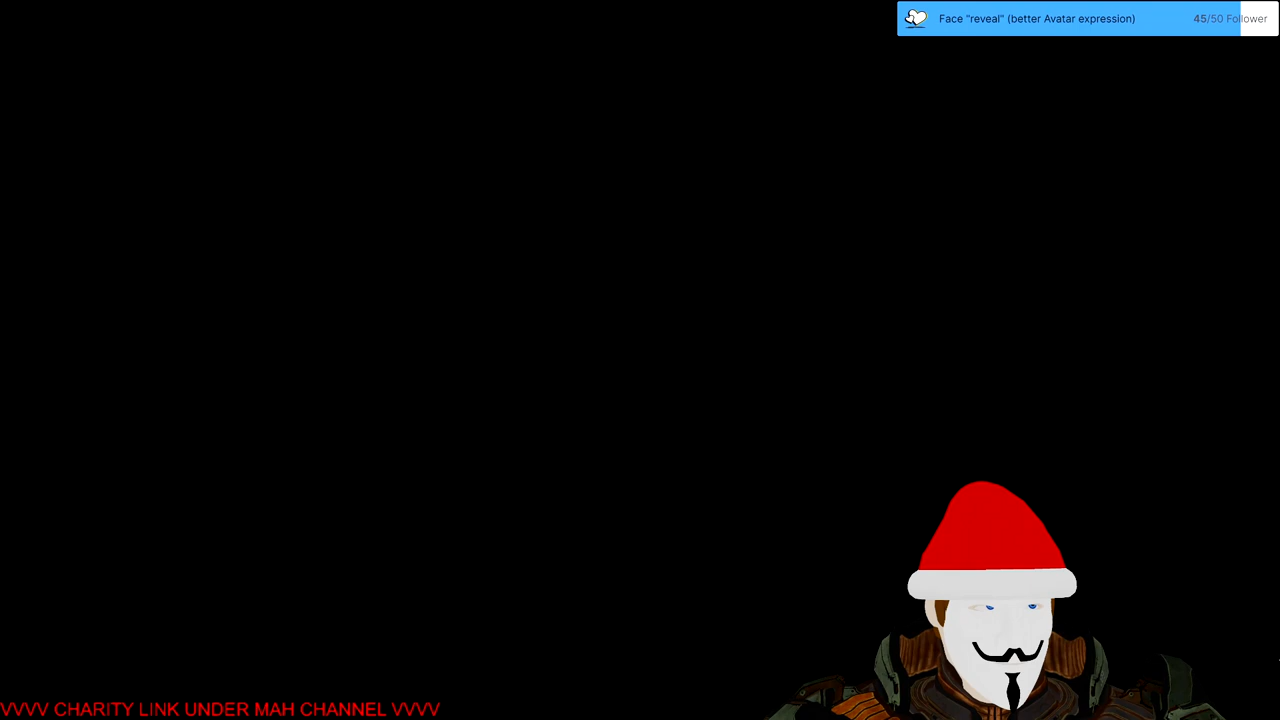 Face "reveal" (better Avatar expression) 45/50 Follower
VVVV CHARITY LINK UNDER MAH CHANNEL VVVV